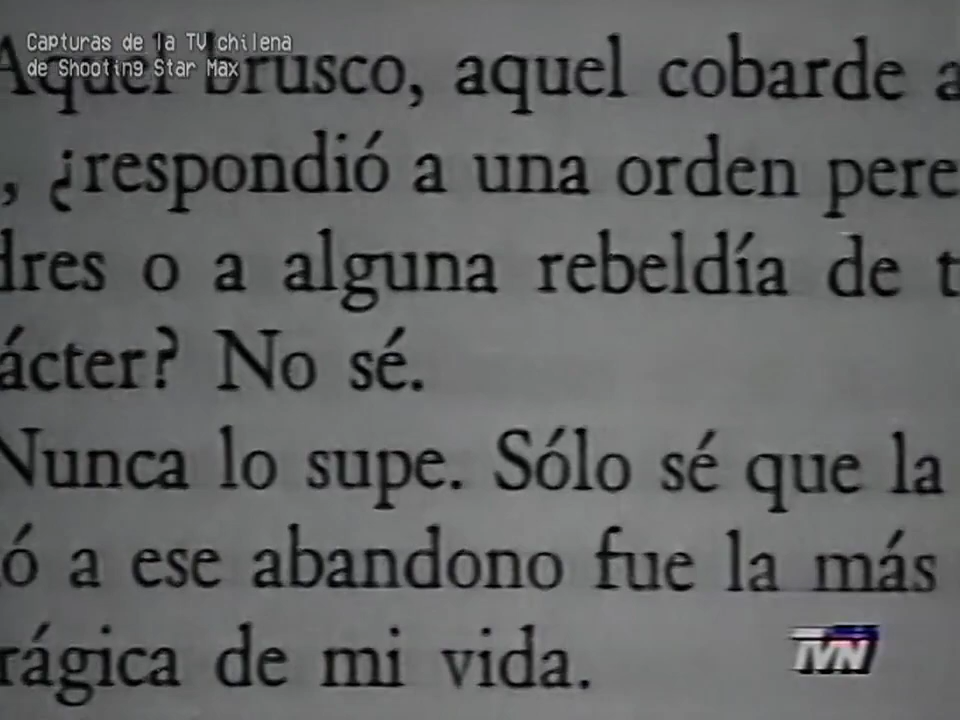 Capturas de la TV chilena
de Shooting Star Max
Aquel brusco, aquel cobarde a
, ¿respondió a una orden pere
dres o a alguna rebeldía de t
ácter? No sé.
Nunca lo supe. Sólo sé que la
ó a ese abandono fue la más
rágica de mi vida.
TVN